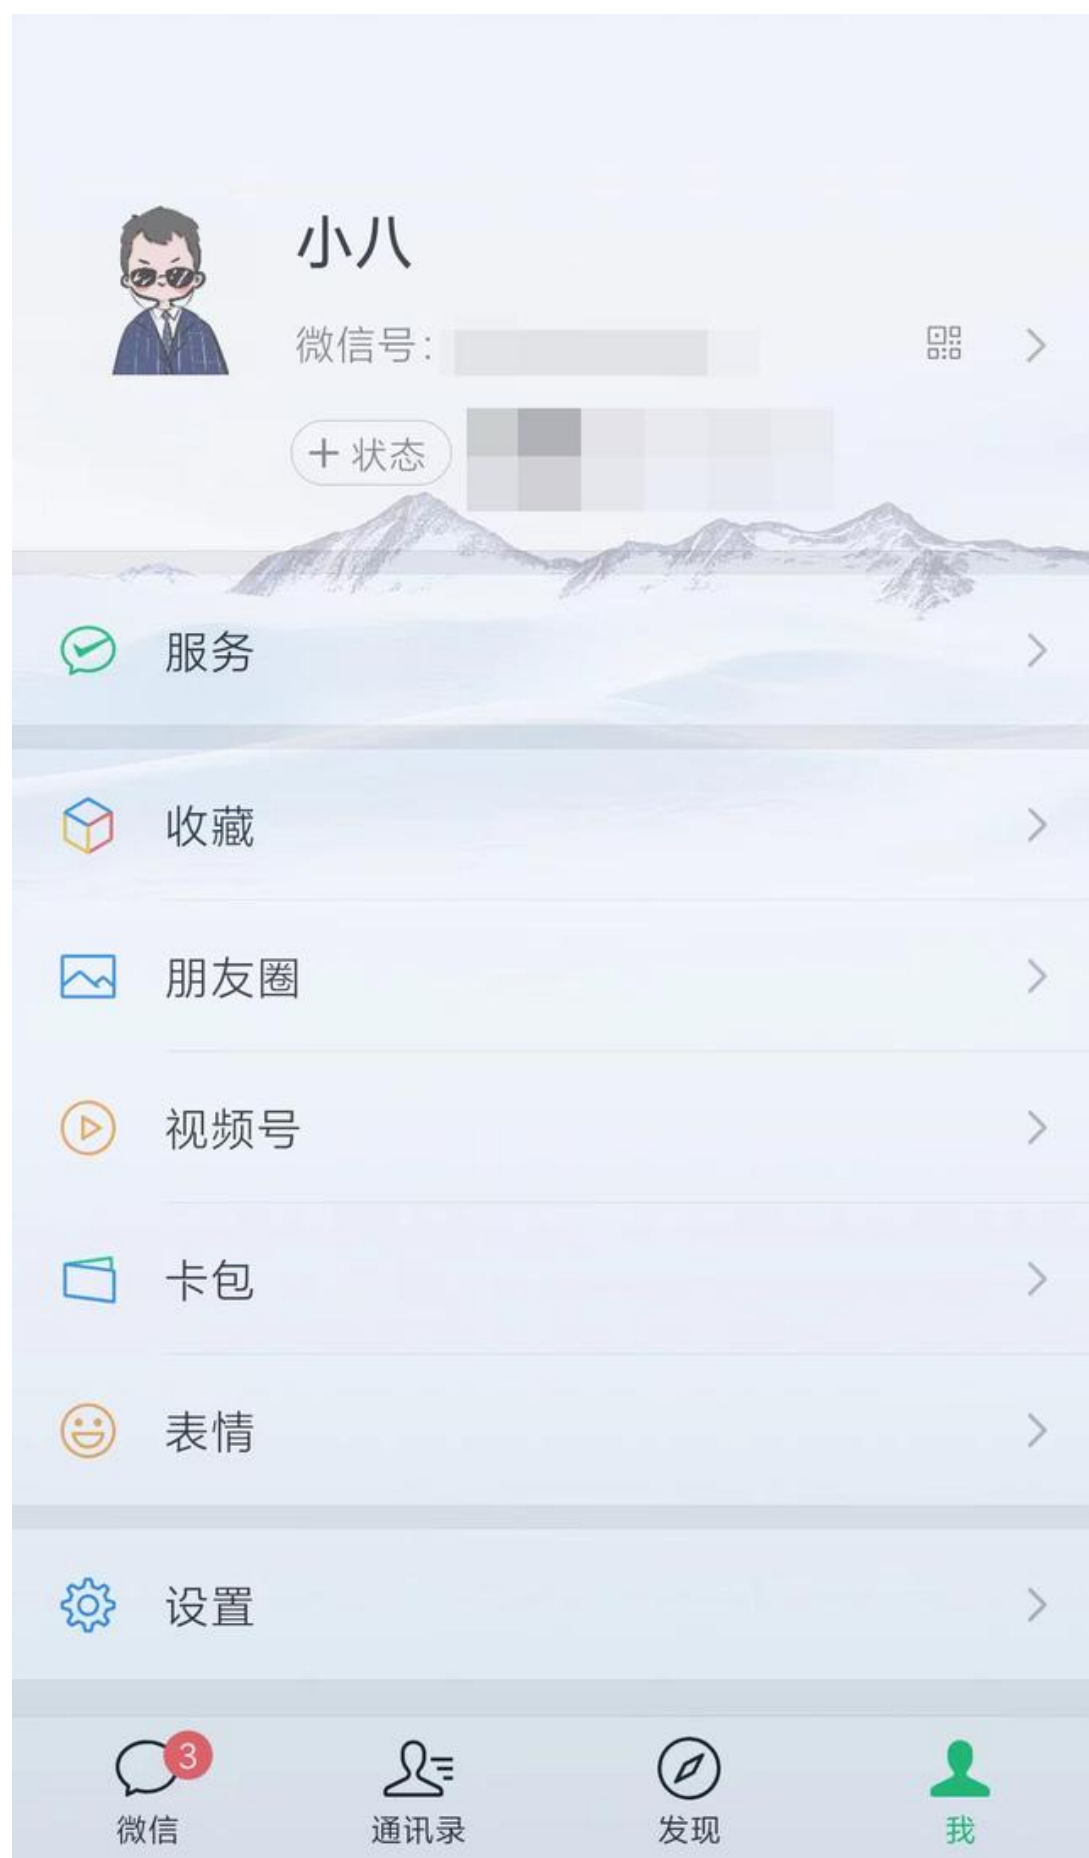 小八
微信号:
+ 状态
服务
收藏
朋友圈
视频号
卡包
表情
设置
3
微信
通讯录
发现
我